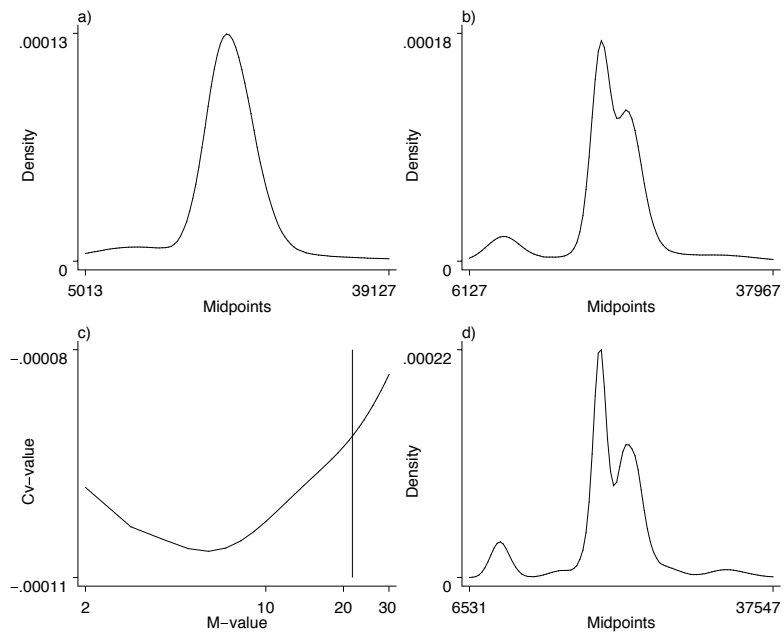 a)
.00013
Density
0
5013
39127
Midpoints
b)
.00018
Density
0
6127
37967
Midpoints
c)
−.00008
Cv−value
−.00011
2
10
20
30
M−value
d)
.00022
Density
0
6531
37547
Midpoints